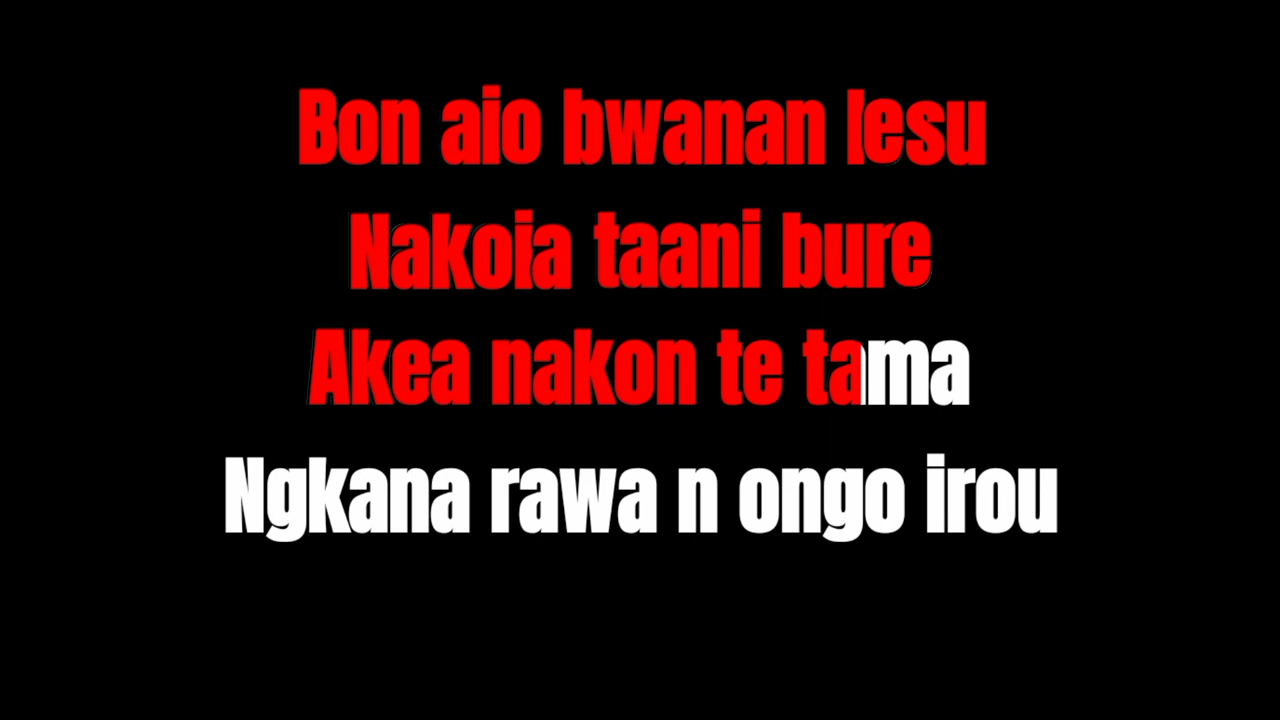 Bon aio bwanan Iesu
Nakoia taani bure
Akea nakon te tama
Ngkana rawa n ongo irou